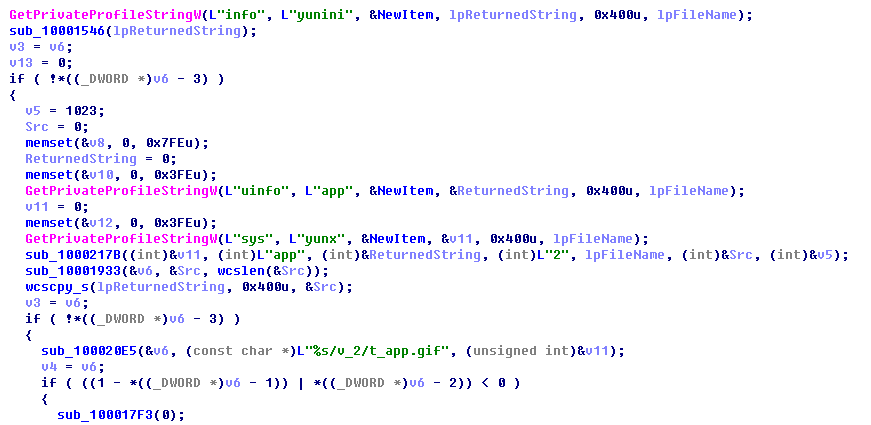 GetPrivateProfileStringW(L"info", L"yunini", &NewItem, lpReturnedString, 0x400u, lpFileName);
sub_10001546(lpReturnedString);
v3 = v6;
v13 = 0;
if ( !*((_DWORD *)v6 - 3) )
{
v5 = 1023;
Src = 0;
memset(&v8, 0, 0x7FEu);
ReturnedString = 0;
memset(&v10, 0, 0x3FEu);
GetPrivateProfileStringW(L"uinfo", L"app", &NewItem, &ReturnedString, 0x400u, lpFileName);
v11 = 0;
memset(&v12, 0, 0x3FEu);
GetPrivateProfileStringW(L"sys", L"yunx", &NewItem, &v11, 0x400u, lpFileName);
sub_1000217B((int)&v11, (int)L"app", (int)&ReturnedString, (int)L"2", lpFileName, (int)&Src, (int)&v5);
sub_10001933(&v6, &Src, wcslen(&Src));
wcscpy_s(lpReturnedString, 0x400u, &Src);
v3 = v6;
if ( !*((_DWORD *)v6 - 3) )
{
sub_100020E5(&v6, (const char *)L"%s/v_2/t_app.gif", (unsigned int)&v11);
v4 = v6;
if ( ((1 - *((_DWORD *)v6 - 1)) | *((_DWORD *)v6 - 2)) < 0 )
{
sub_100017F3(0);